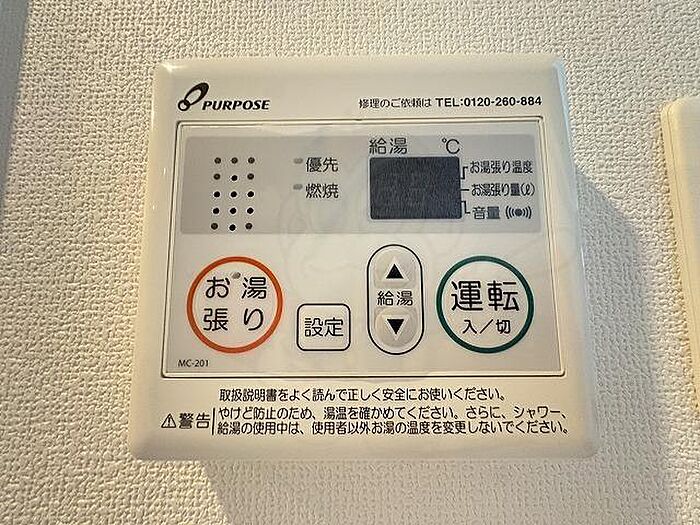 PURPOSE
修理のご依頼は TEL:0120-260-884
給湯 ℃
優先
燃焼
お湯張り温度
お湯張り量(ℓ)
音量
お湯
張り
設定
給湯
運転
入／切
MC-201
取扱説明書をよく読んで正しく安全にお使いください。
⚠警告
やけど防止のため、湯温を確かめてください。さらに、シャワー、
給湯の使用中は、使用者以外お湯の温度を変更しないでください。